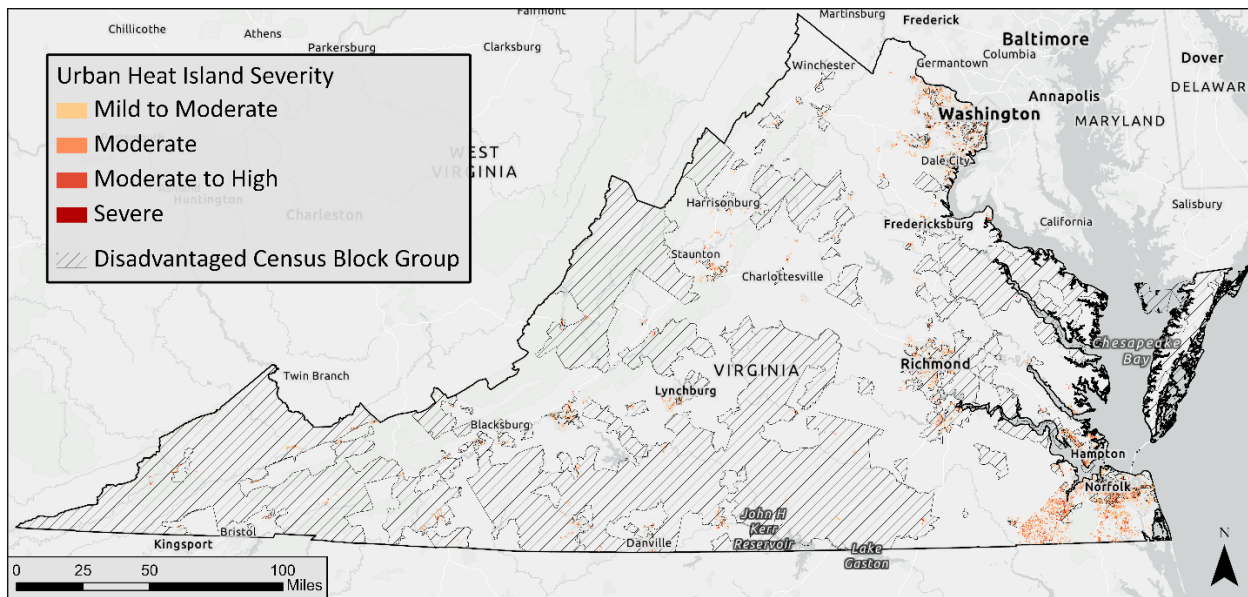 Chillicothe
Athens
Parkersburg
Fairmont
Clarksburg
Martinsburg
Frederick
Baltimore
Columbia
Germantown
Dover
Winchester
Annapolis
DELAWAR
Washington
MARYLAND
Urban Heat Island Severity
Mild to Moderate
Moderate
Moderate to High
Severe
Disadvantaged Census Block Group
Huntington
Charleston
WEST
VIRGINIA
Dale City
Harrisonburg
Fredericksburg
California
Salisbury
Staunton
Charlottesville
Chesapeake
Bay
Twin Branch
VIRGINIA
Richmond
Lynchburg
Blacksburg
Hampton
Norfolk
John H
Kerr
Reservoir
Bristol
Kingsport
Danville
Lake
Gaston
N
0 25 50 100
Miles